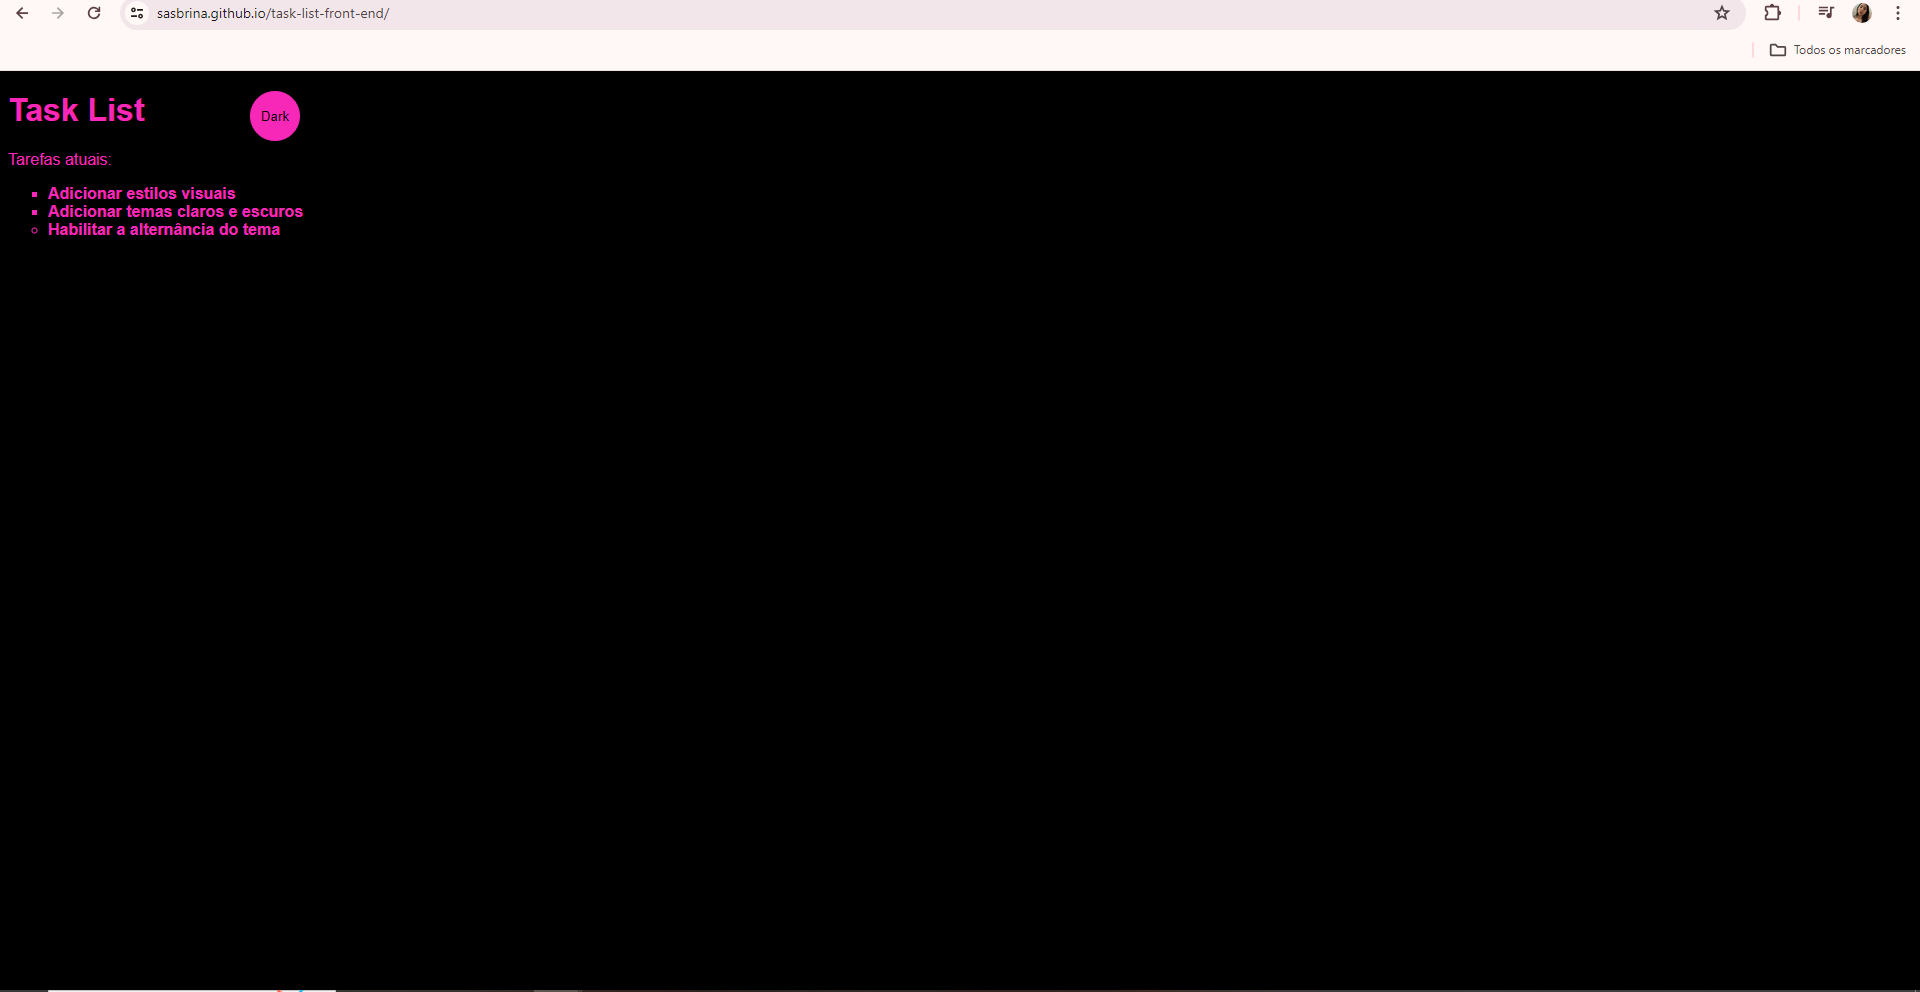 sasbrina.github.io/task-list-front-end/
Todos os marcadores
Task List
Dark
Tarefas atuais:
Adicionar estilos visuais
Adicionar temas claros e escuros
Habilitar a alternância do tema